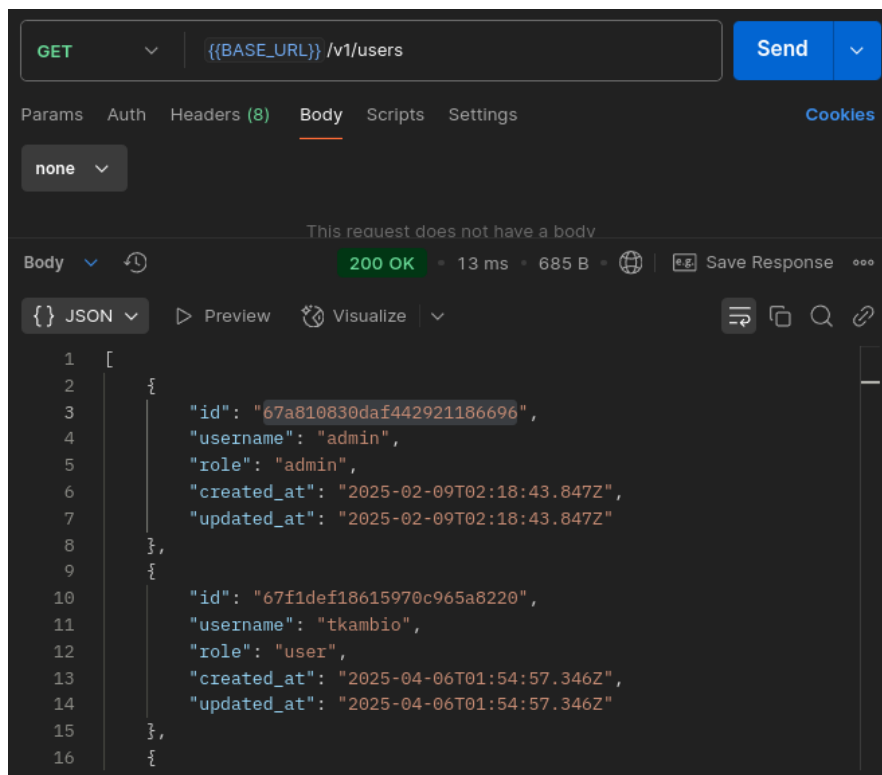 GET {{BASE_URL}} /v1/users Send
Params Auth Headers (8) Body Scripts Settings Cookies
none
This request does not have a body
Body 200 OK • 13 ms • 685 B • e.g. Save Response
{} JSON Preview Visualize
1 [
2 {
3 "id": "67a810830daf442921186696",
4 "username": "admin",
5 "role": "admin",
6 "created_at": "2025-02-09T02:18:43.847Z",
7 "updated_at": "2025-02-09T02:18:43.847Z"
8 },
9 {
10 "id": "67f1def18615970c965a8220",
11 "username": "tkambio",
12 "role": "user",
13 "created_at": "2025-04-06T01:54:57.346Z",
14 "updated_at": "2025-04-06T01:54:57.346Z"
15 },
16 {